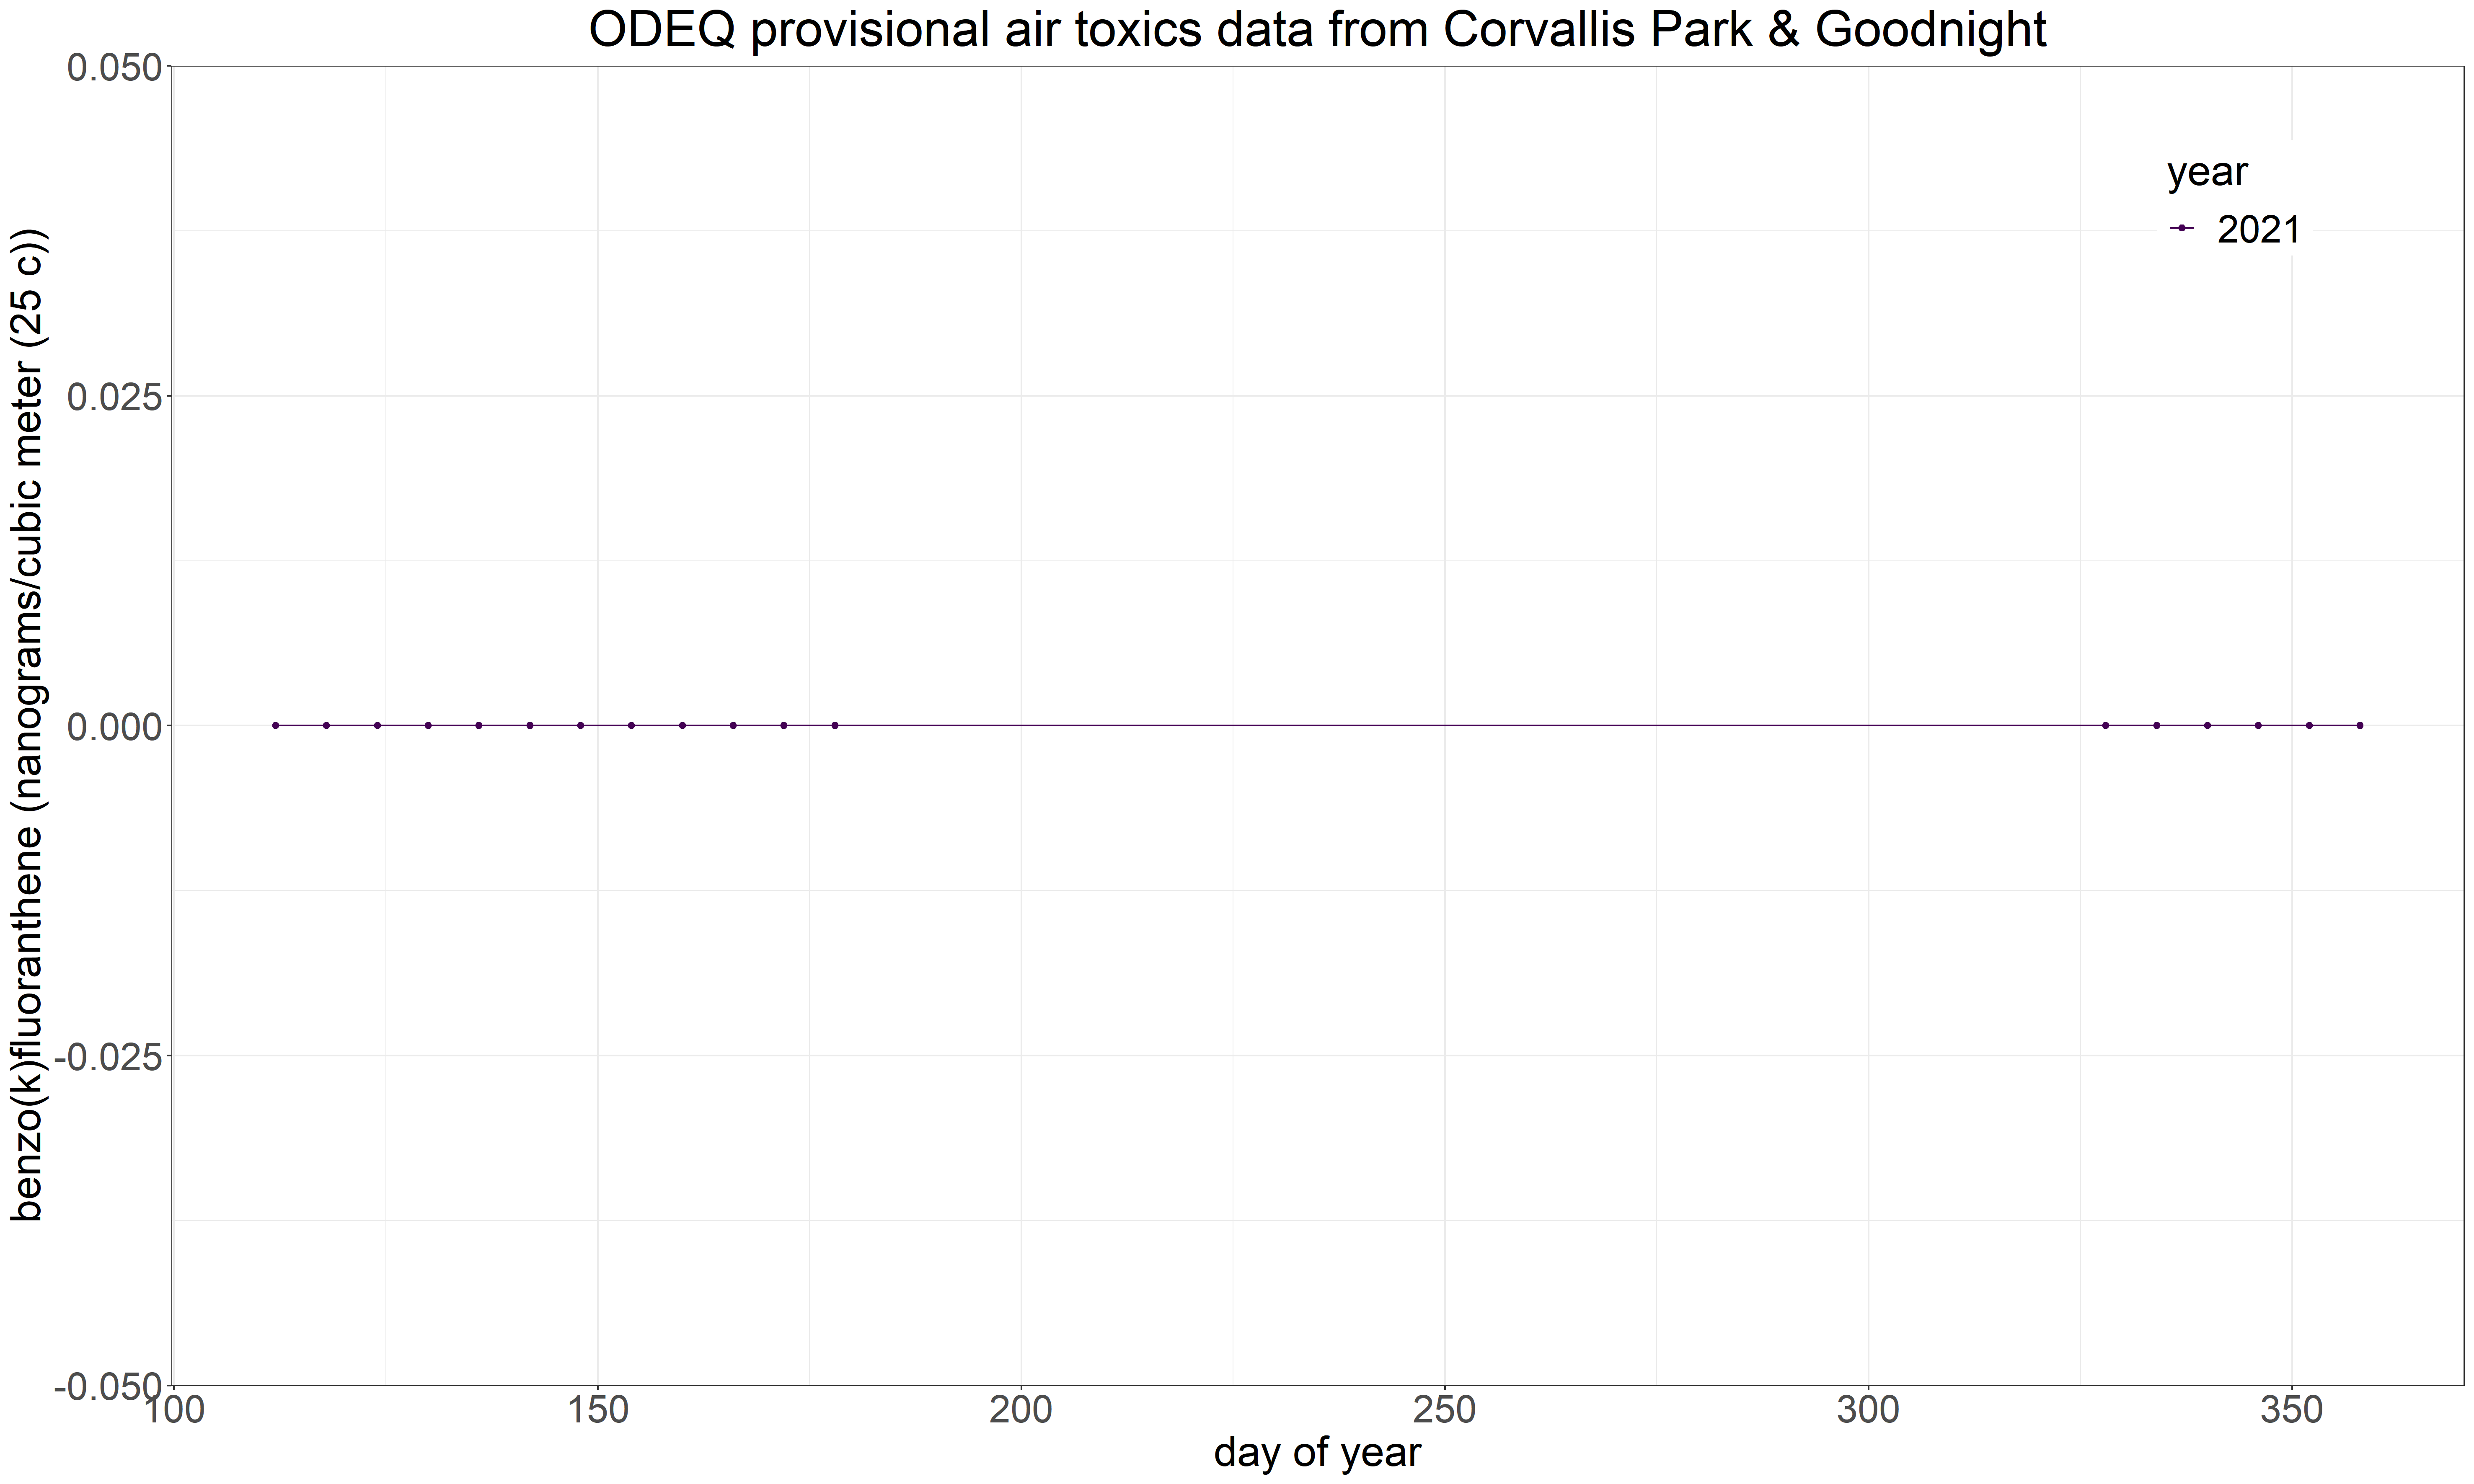 ODEQ provisional air toxics data from Corvallis Park & Goodnight
benzo(k)fluoranthene (nanograms/cubic meter (25 c))
0.050
0.025
0.000
-0.025
-0.050
100 150 200 250 300 350
day of year
year
2021